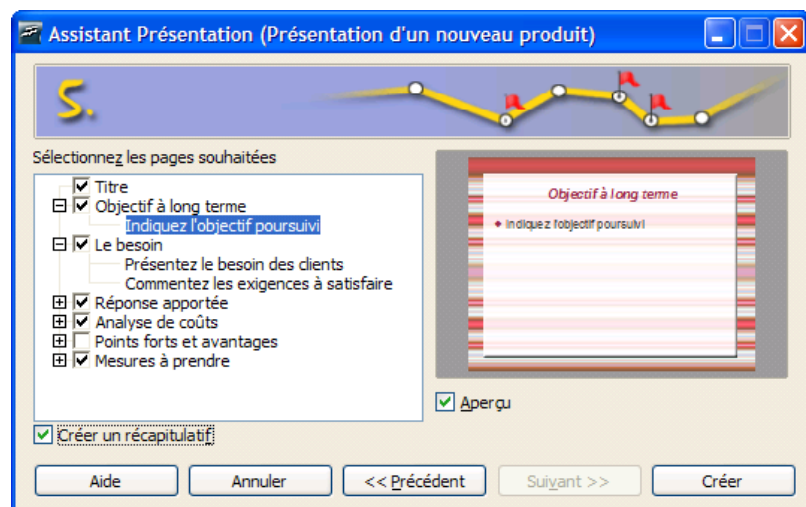 Assistant Présentation (Présentation d'un nouveau produit)
5.
Sélectionnez les pages souhaitées
Titre
Objectif à long terme
Indiquez l'objectif poursuivi
Le besoin
Présentez le besoin des clients
Commentez les exigences à satisfaire
Réponse apportée
Analyse de coûts
Points forts et avantages
Mesures à prendre
Objectif à long terme
Indiquez l'objectif poursuivi
Aperçu
Créer un récapitulatif
Aide
Annuler
<< Précédent
Suivant >>
Créer